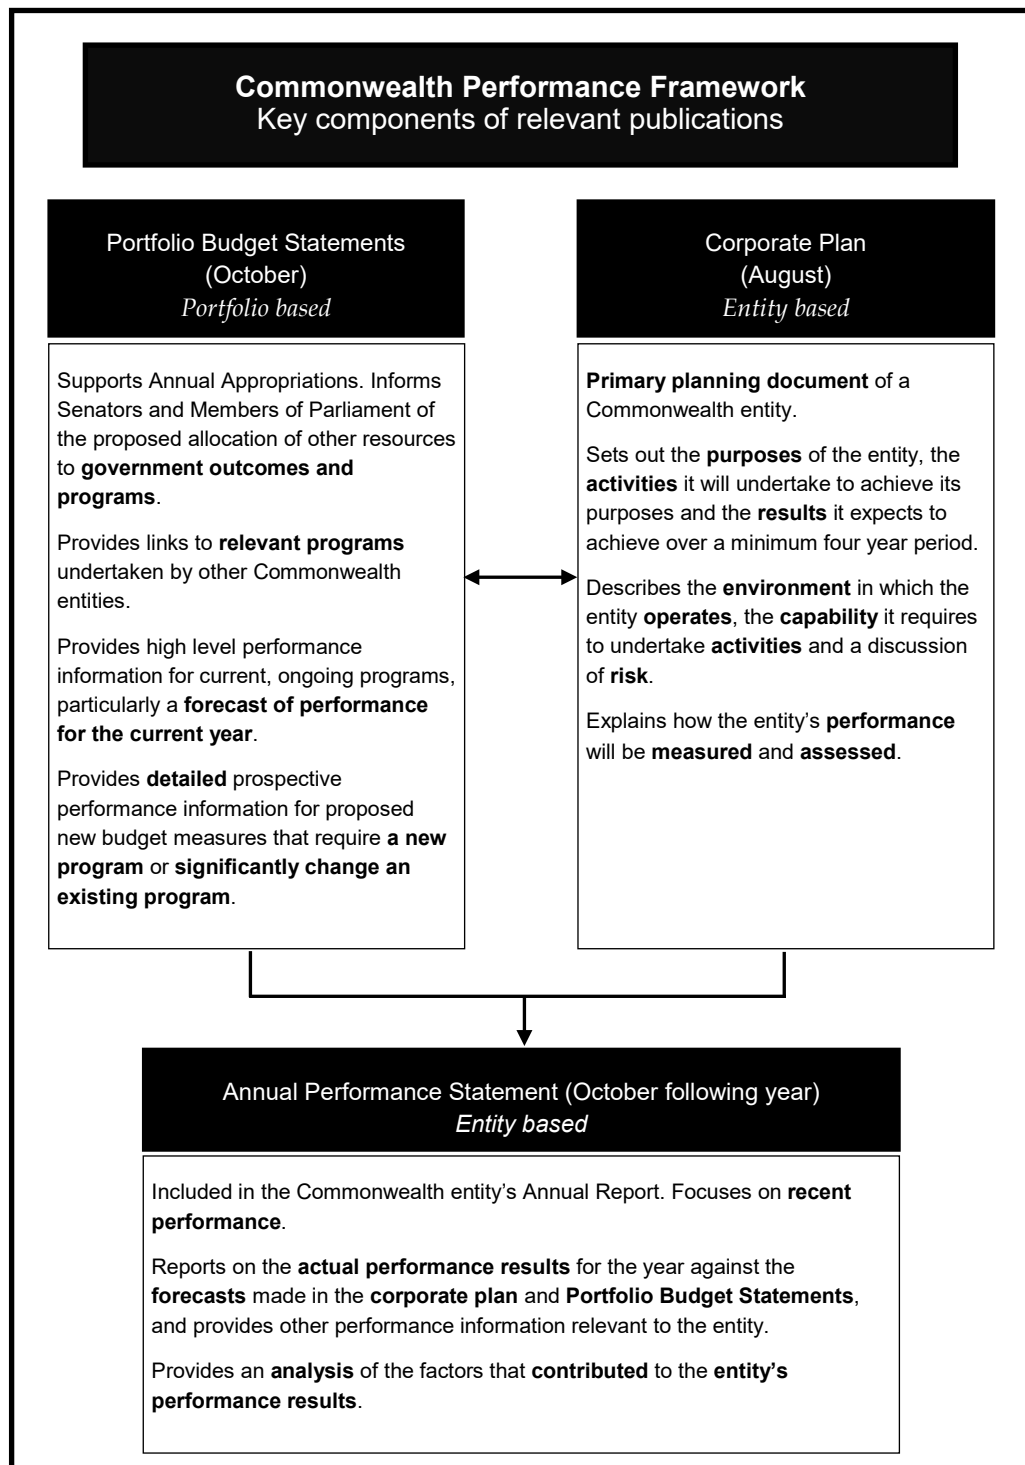 Commonwealth Performance Framework
Key components of relevant publications
Portfolio Budget Statements
(October)
Portfolio based
Supports Annual Appropriations. Informs
Senators and Members of Parliament of
the proposed allocation of other resources
to government outcomes and
programs.
Provides links to relevant programs
undertaken by other Commonwealth
entities.
Provides high level performance
information for current, ongoing programs,
particularly a forecast of performance
for the current year.
Provides detailed prospective
performance information for proposed
new budget measures that require a new
program or significantly change an
existing program.
Corporate Plan
(August)
Entity based
Primary planning document of a
Commonwealth entity.
Sets out the purposes of the entity, the
activities it will undertake to achieve its
purposes and the results it expects to
achieve over a minimum four year period.
Describes the environment in which the
entity operates, the capability it requires
to undertake activities and a discussion
of risk.
Explains how the entity’s performance
will be measured and assessed.
Annual Performance Statement (October following year)
Entity based
Included in the Commonwealth entity’s Annual Report. Focuses on recent
performance.
Reports on the actual performance results for the year against the
forecasts made in the corporate plan and Portfolio Budget Statements,
and provides other performance information relevant to the entity.
Provides an analysis of the factors that contributed to the entity’s
performance results.